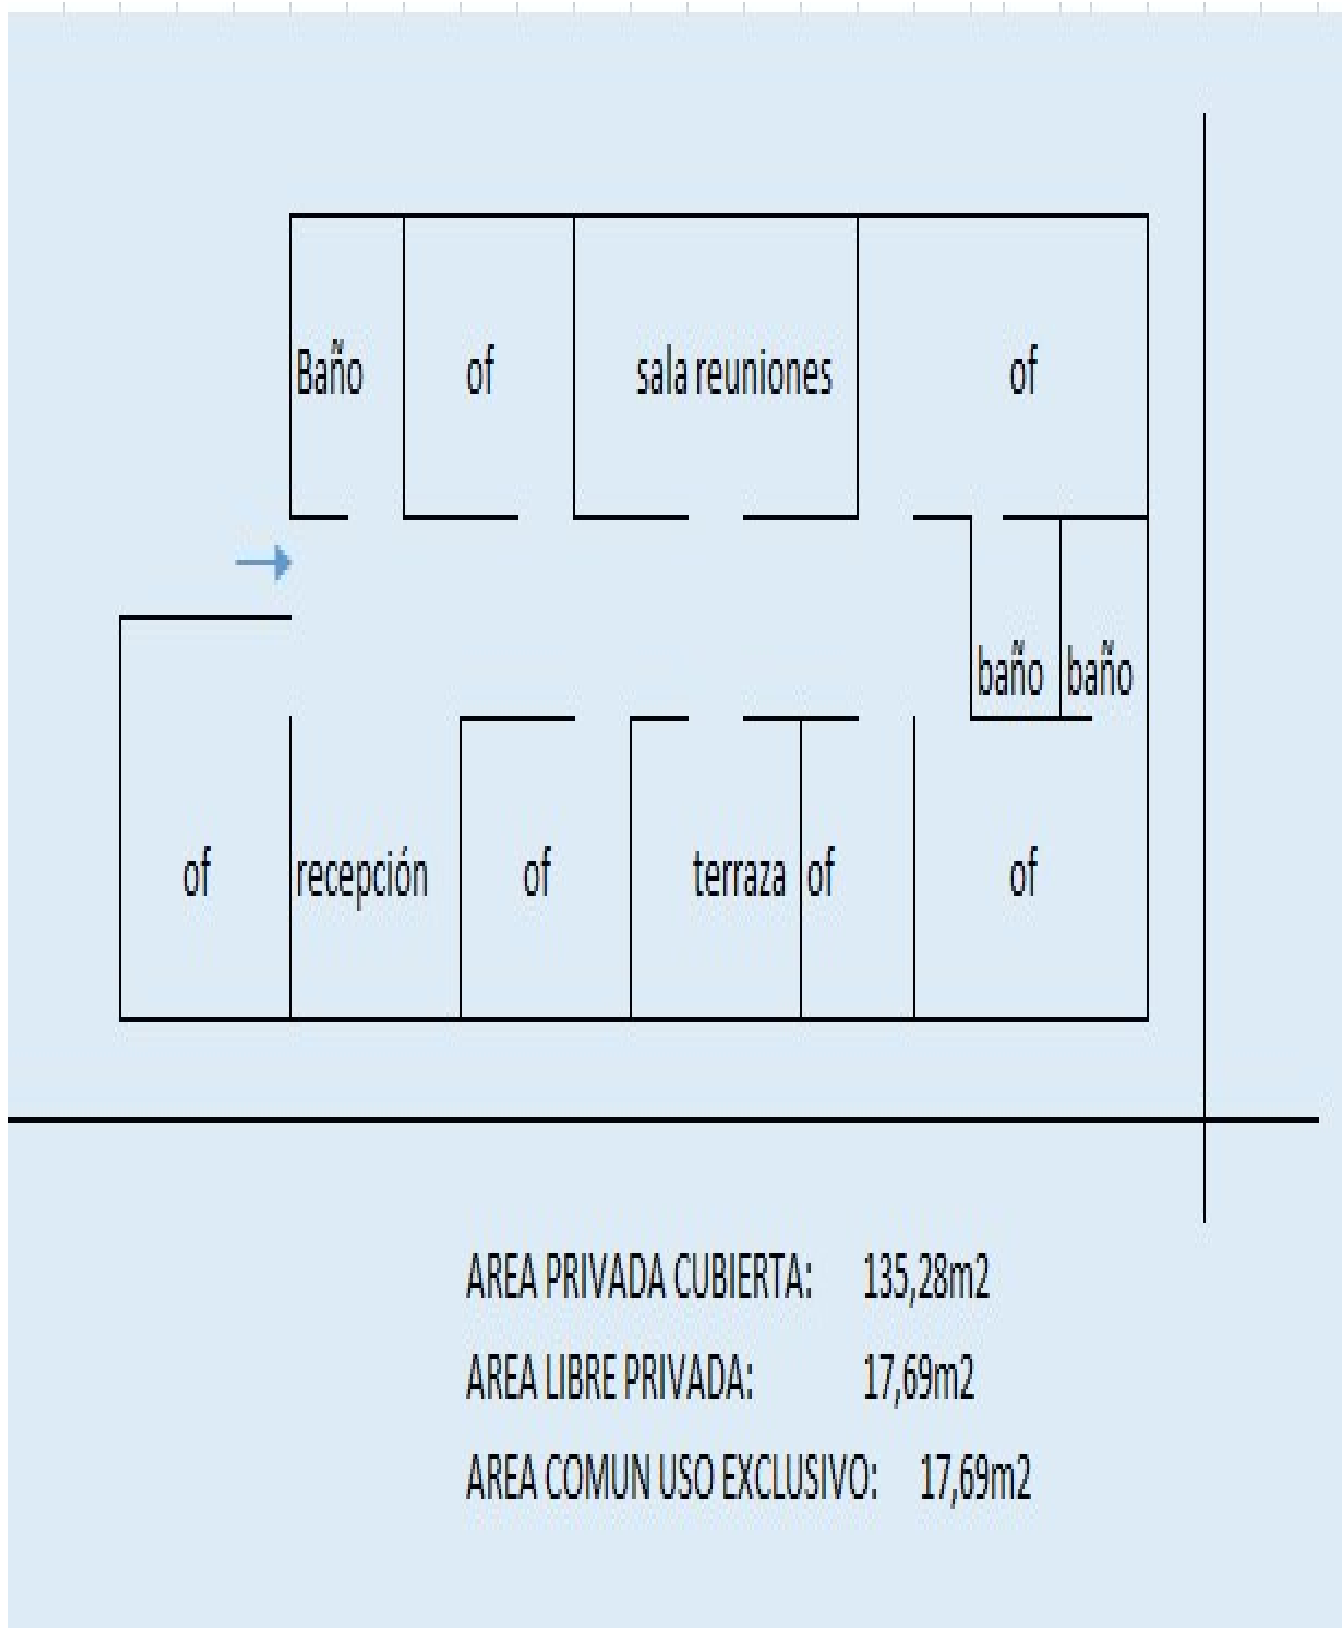 Baño of sala reuniones of
baño baño
of recepción of terraza of of
AREA PRIVADA CUBIERTA: 135,28m2
AREA LIBRE PRIVADA: 17,69m2
AREA COMUN USO EXCLUSIVO: 17,69m2